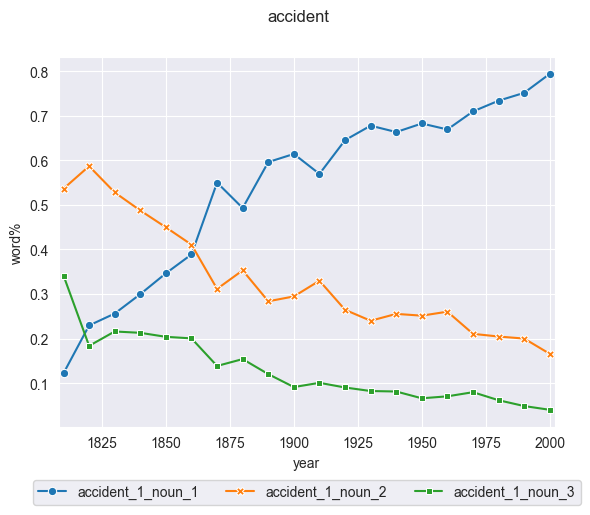 accident
0.8
0.7
0.6
0.5
0.4
0.3
0.2
0.1
word%
1825 1850 1875 1900 1925 1950 1975 2000
year
accident_1_noun_1 accident_1_noun_2 accident_1_noun_3